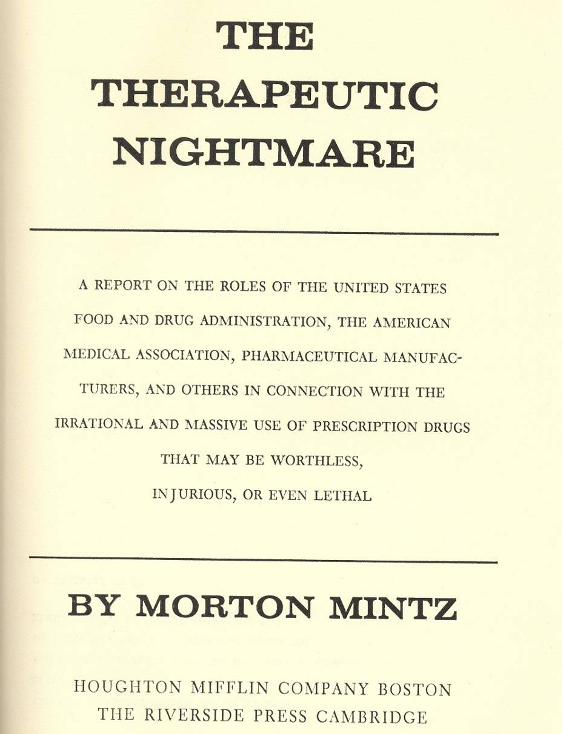 THE
THERAPEUTIC
NIGHTMARE
A REPORT ON THE ROLES OF THE UNITED STATES
FOOD AND DRUG ADMINISTRATION, THE AMERICAN
MEDICAL ASSOCIATION, PHARMACEUTICAL MANUFAC-
TURERS, AND OTHERS IN CONNECTION WITH THE
IRRATIONAL AND MASSIVE USE OF PRESCRIPTION DRUGS
THAT MAY BE WORTHLESS,
INJURIOUS, OR EVEN LETHAL
BY MORTON MINTZ
HOUGHTON MIFFLIN COMPANY BOSTON
THE RIVERSIDE PRESS CAMBRIDGE